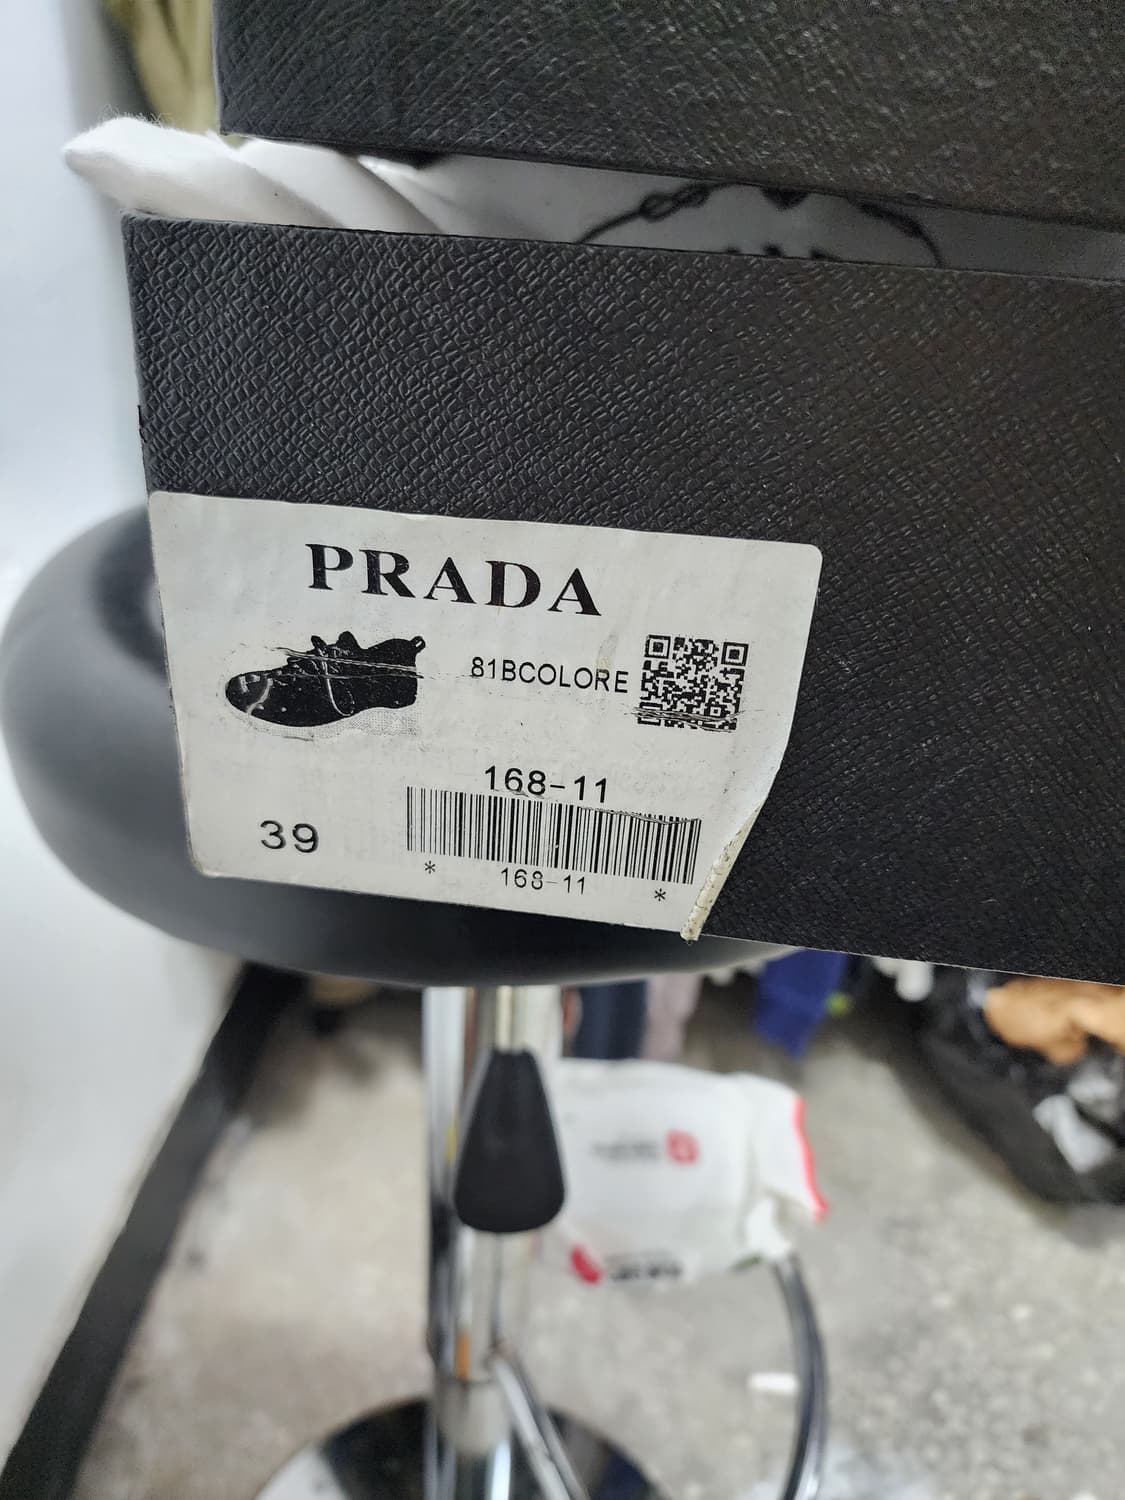 PRADA
81BCOLORE
168-11
39
* 168-11 *